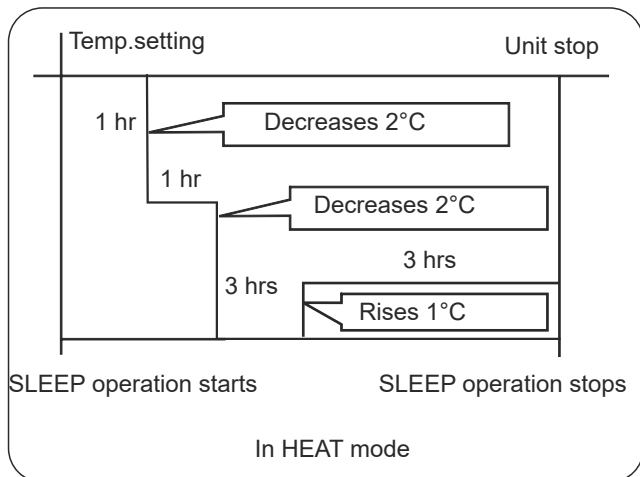 Temp.setting
Unit stop
1 hr
Decreases 2°C
1 hr
Decreases 2°C
3 hrs
3 hrs
Rises 1°C
SLEEP operation starts
SLEEP operation stops
In HEAT mode